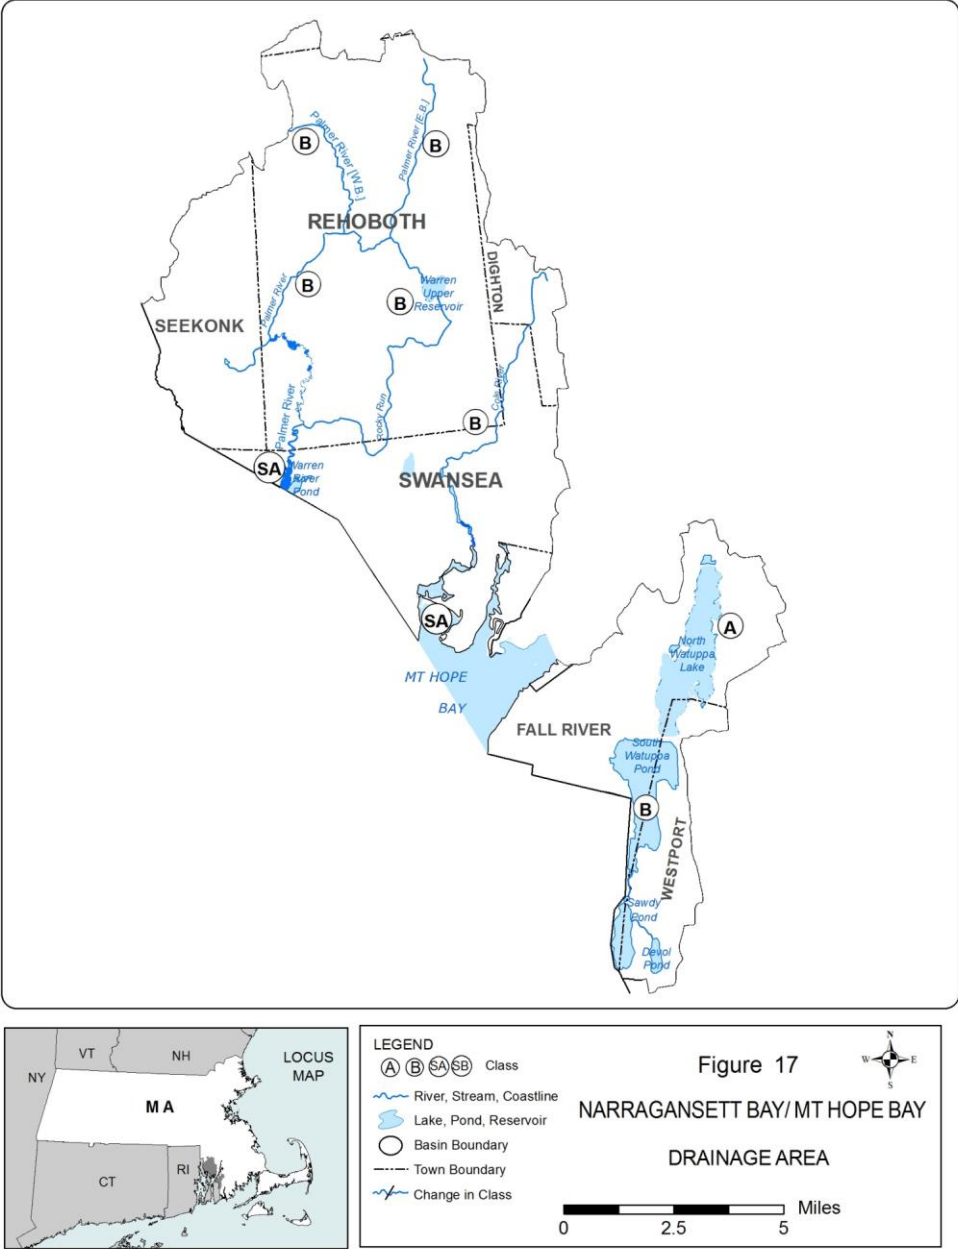 Palmer River [W.B.]
B
Palmer River [E.B.]
B
REHOBOTH
DIGHTON
Palmer River
B
B
Warren
Upper
Reservoir
SEEKONK
Cole River
Palmer River
Rocky Run
B
SA
Warren
River
Pond
SWANSEA
SA
A
North
Watuppa
Lake
MT HOPE
BAY
FALL RIVER
South
Watuppa
Pond
B
WESTPORT
Sawdy
Pond
Devol
Pond
VT
NH
NY
LOCUS
MAP
MA
CT
RI
LEGEND
A B SA SB Class
River, Stream, Coastline
Lake, Pond, Reservoir
Basin Boundary
Town Boundary
Change in Class
Figure 17
N
W E
S
NARRAGANSETT BAY/ MT HOPE BAY
DRAINAGE AREA
Miles
0 2.5 5